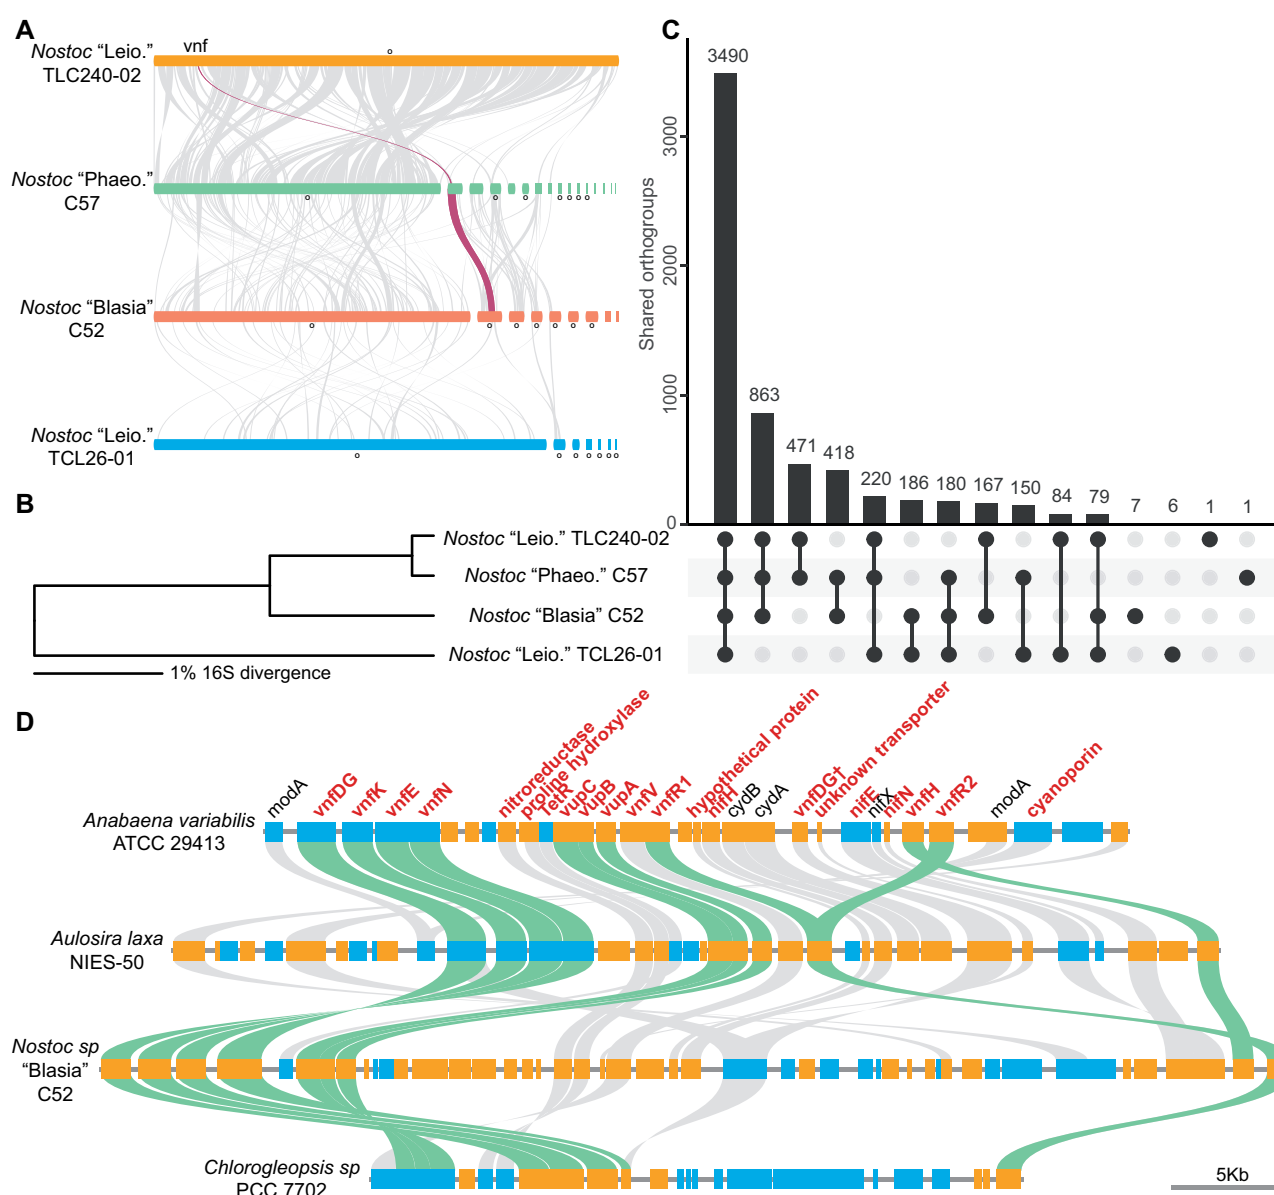 A
Nostoc “Leio.”
TLC240-02
vnf
Nostoc “Phaeo.”
C57
Nostoc “Blasia”
C52
Nostoc “Leio.”
TCL26-01
B
Nostoc “Leio.” TLC240-02
Nostoc “Phaeo.” C57
Nostoc “Blasia” C52
Nostoc “Leio.” TCL26-01
1% 16S divergence
C
Shared orthogroups
3000
2000
1000
0
3490
863
471
418
220
186
180
167
150
84
79
7
6
1
1
D
modA
vnfDG
vnfK
vnfE
vnfN
nitroreductase
proline hydroxylase
TetR
vupC
vupB
vupA
vnfV
vnfR1
hypothetical protein
nifH
cydB
cydA
vnfDG†
unknown transporter
nifE
nifX
nifN
vnfH
vnfR2
modA
cyanoporin
Anabaena variabilis
ATCC 29413
Aulosira laxa
NIES-50
Nostoc sp
“Blasia”
C52
Chlorogleopsis sp
PCC 7702
5Kb